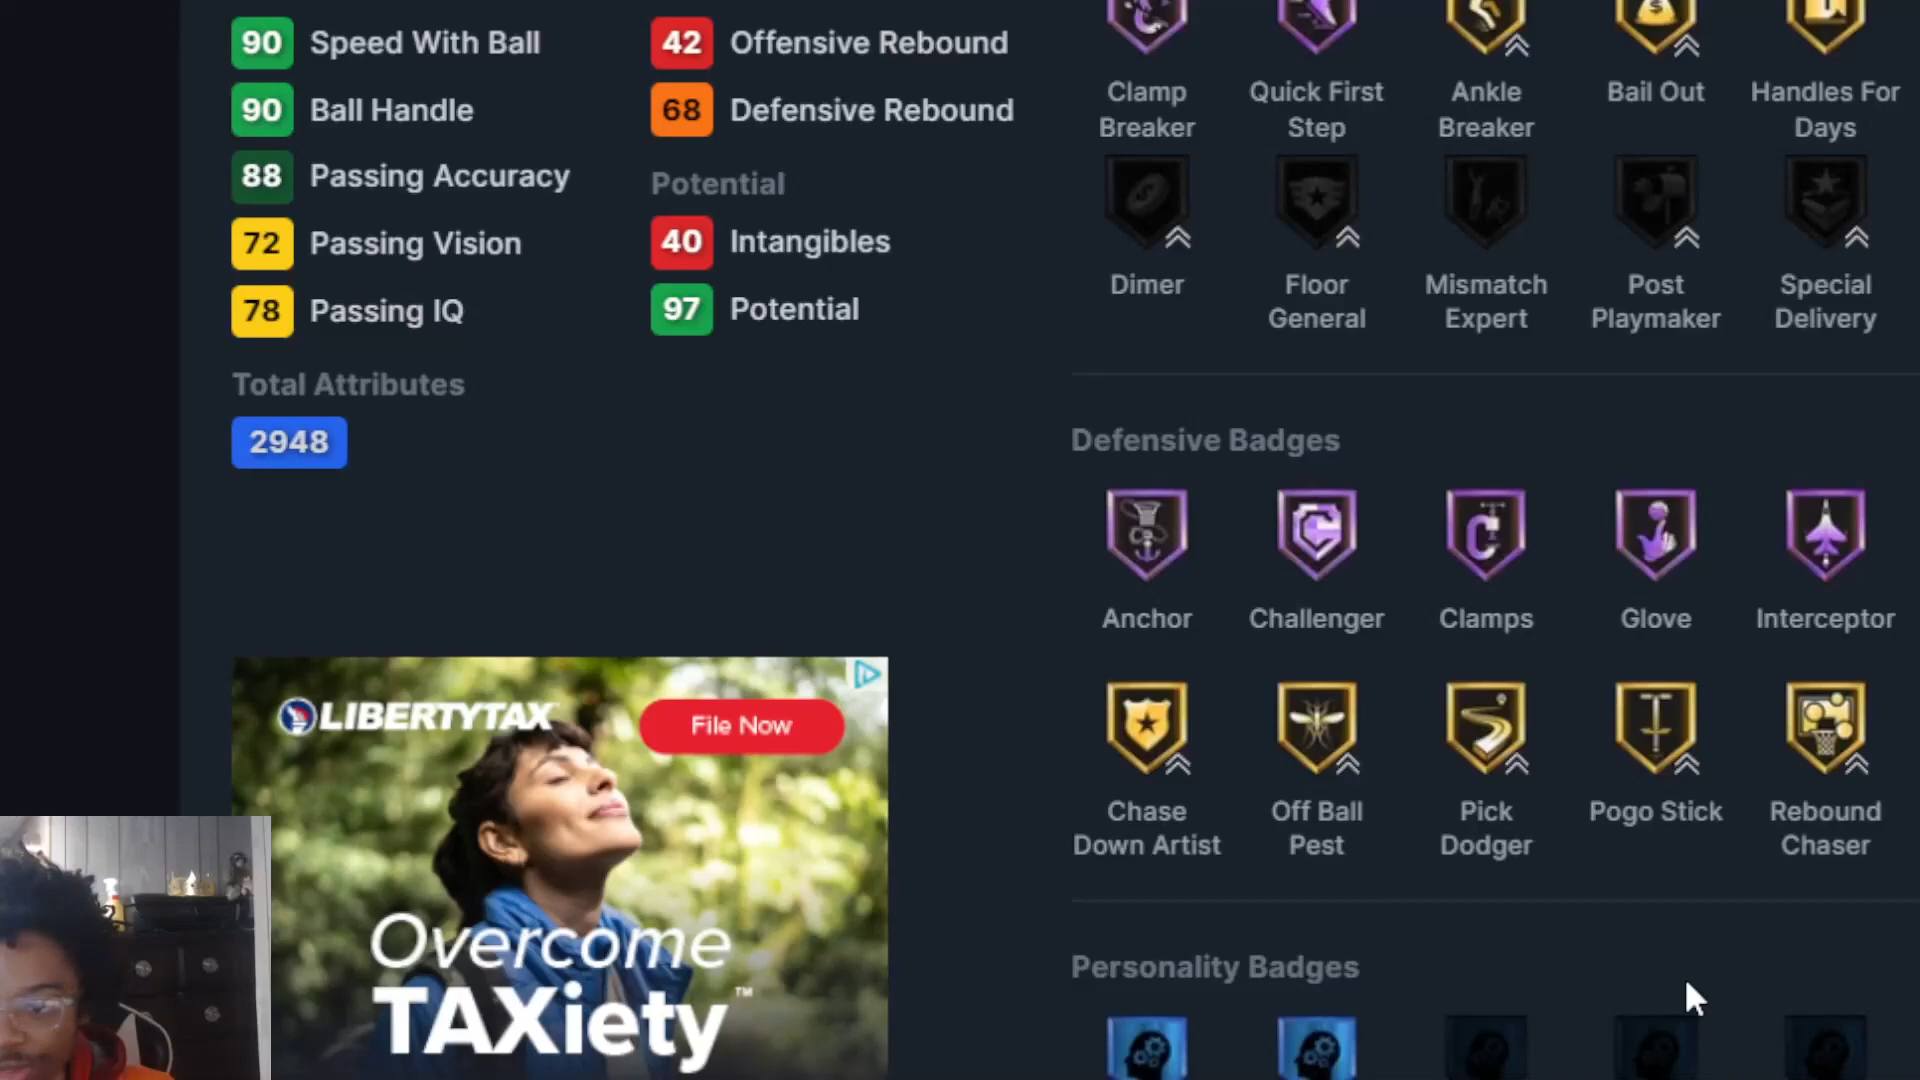 90 Speed With Ball
90 Ball Handle
88 Passing Accuracy
72 Passing Vision
78 Passing IQ
Total Attributes
2948
42 Offensive Rebound
68 Defensive Rebound
Potential
40 Intangibles
97 Potential
Clamp
Breaker
Quick First
Step
Ankle
Breaker
Bail Out
Handles For
Days
Dimer
Floor
General
Mismatch
Expert
Post
Playmaker
Special
Delivery
Defensive Badges
Anchor
Challenger
Clamps
Glove
Interceptor
Chase
Down Artist
Off Ball
Pest
Pick
Dodger
Pogo Stick
Rebound
Chaser
Personality Badges
LIBERTYTAX
File Now
Overcome
TAXiety™